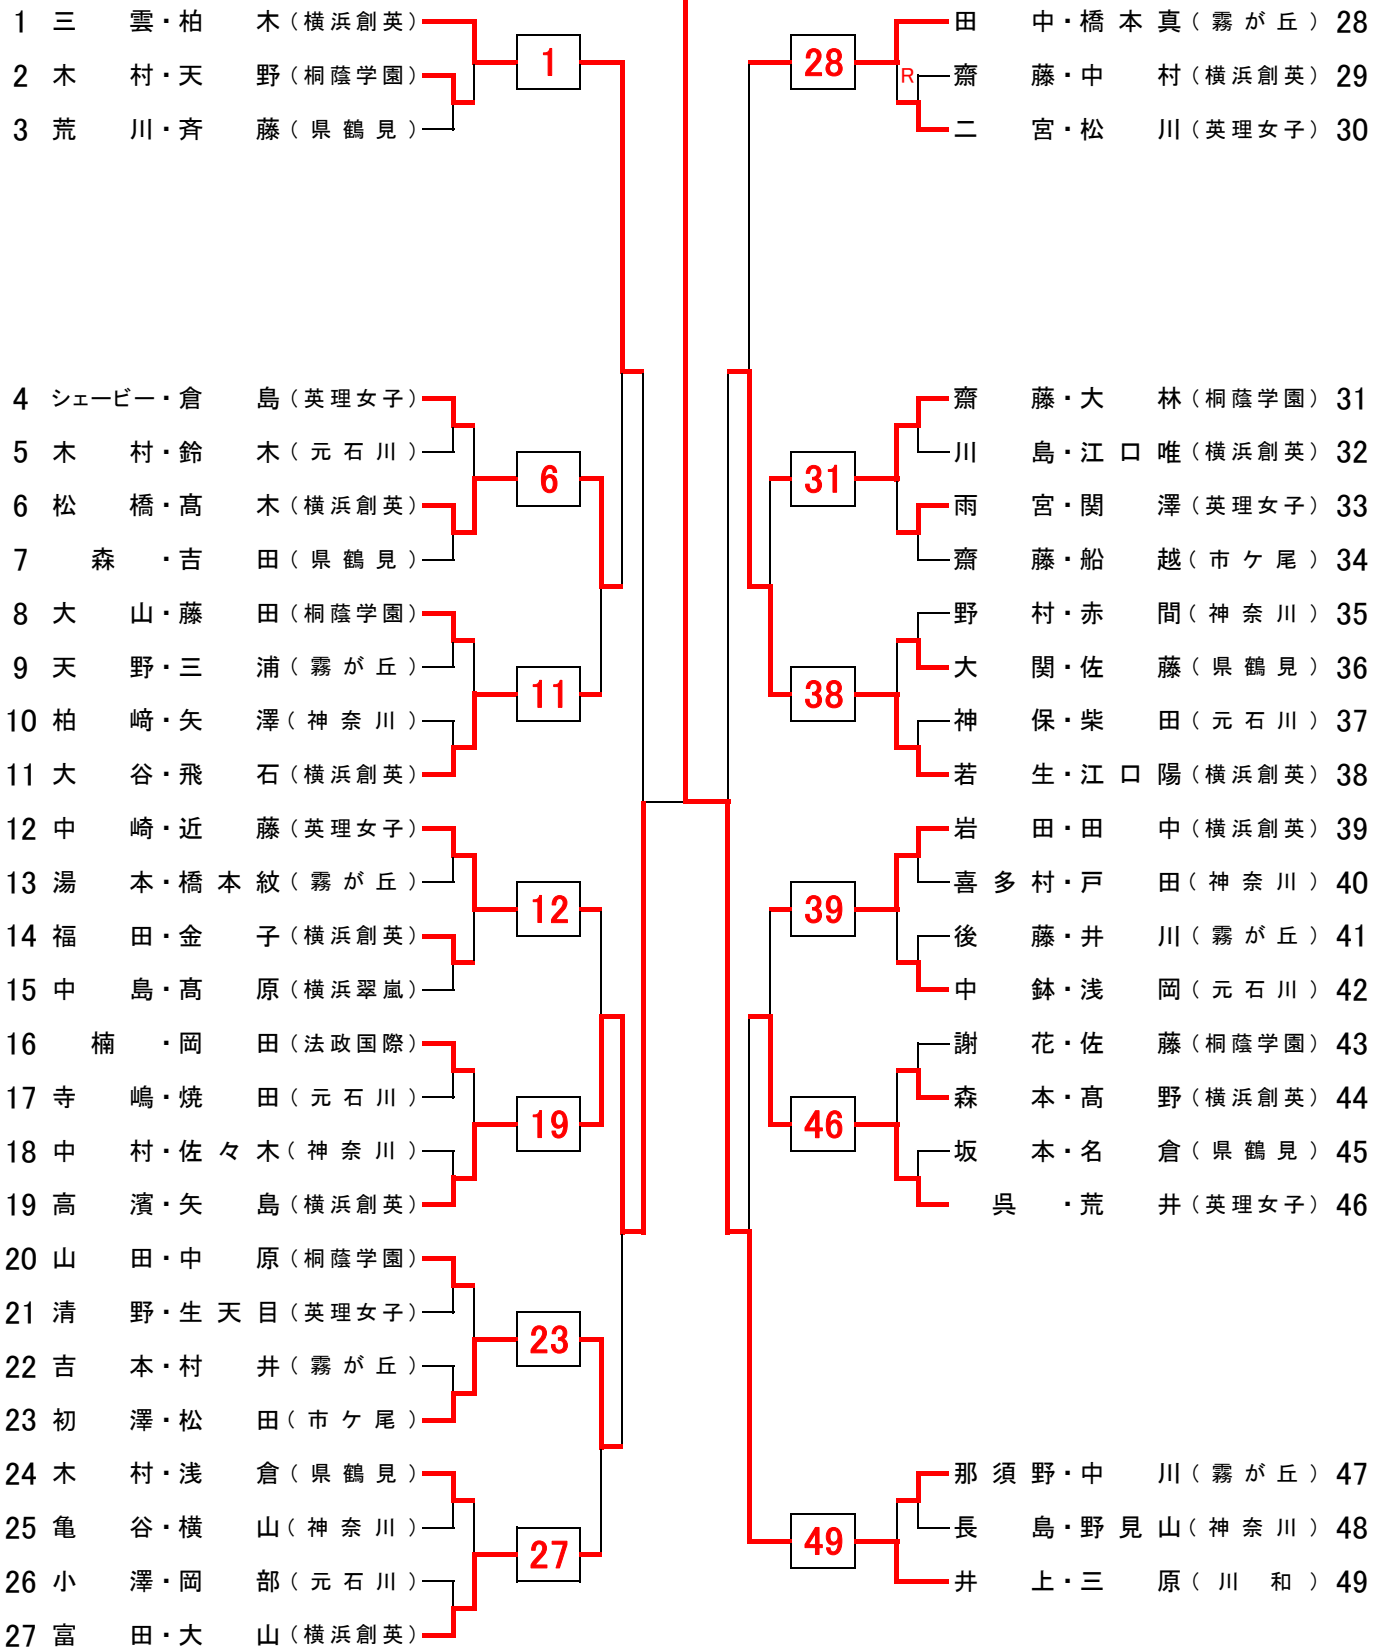 1 三雲・柏木(横浜創英)
2 木村・天野(桐蔭学園)
3 荒川・斉藤(県鶴見)
1
4 シェービー・倉島(英理女子)
5 木村・鈴木(元石川)
6 松橋・髙木(横浜創英)
7 森・吉田(県鶴見)
6
8 大山・藤田(桐蔭学園)
9 天野・三浦(霧が丘)
10 柏﨑・矢澤(神奈川)
11 大谷・飛石(横浜創英)
11
12 中崎・近藤(英理女子)
13 湯本・橋本紋(霧が丘)
14 福田・金子(横浜創英)
15 中島・髙原(横浜翠嵐)
12
16 楠・岡田(法政国際)
17 寺嶋・焼田(元石川)
18 中村・佐々木(神奈川)
19 高濱・矢島(横浜創英)
19
20 山田・中原(桐蔭学園)
21 清野・生天目(英理女子)
22 吉本・村井(霧が丘)
23 初澤・松田(市ケ尾)
23
24 木村・浅倉(県鶴見)
25 亀谷・横山(神奈川)
26 小澤・岡部(元石川)
27 富田・大山(横浜創英)
27
田中・橋本真(霧が丘) 28
齋藤・中村(横浜創英) 29
二宮・松川(英理女子) 30
28
R
齋藤・大林(桐蔭学園) 31
川島・江口唯(横浜創英) 32
雨宮・関澤(英理女子) 33
齋藤・船越(市ケ尾) 34
31
野村・赤間(神奈川) 35
大関・佐藤(県鶴見) 36
神保・柴田(元石川) 37
若生・江口陽(横浜創英) 38
38
岩田・田中(横浜創英) 39
喜多村・戸田(神奈川) 40
後藤・井川(霧が丘) 41
中鉢・浅岡(元石川) 42
39
謝花・佐藤(桐蔭学園) 43
森本・髙野(横浜創英) 44
坂本・名倉(県鶴見) 45
呉・荒井(英理女子) 46
46
那須野・中川(霧が丘) 47
長島・野見山(神奈川) 48
井上・三原(川和) 49
49